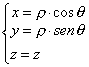 x = p · cos θ
y = p · sen θ
z = z